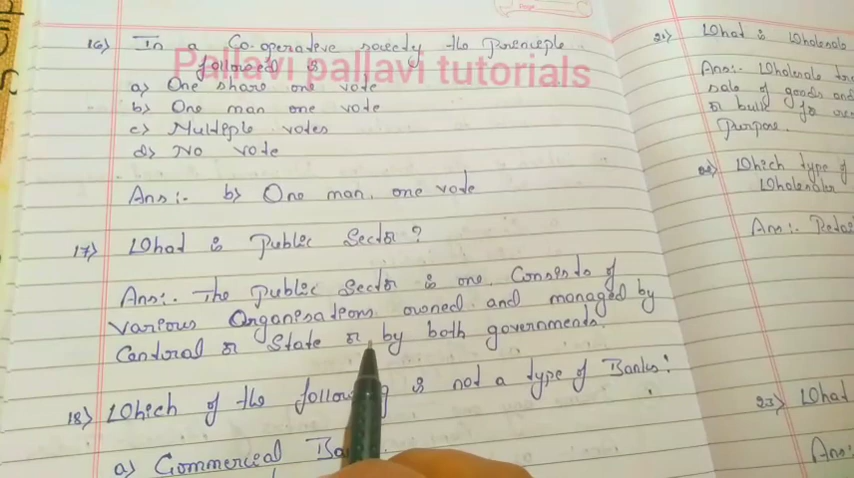 16) In a Co-operative society the Principle
followed is
Pallavi pallavi tutorials
a) One share one vote
b) One man one vote
c) Multiple votes
d) No vote
Ans:- b) One man, one vote
17) What is Public Sector?
Ans:- The Public Sector is one Consists of
various Organisations owned and managed by
Central or State or by both governments.
18) Which of the is not a type of Banks?
a) Commercial
21) What is Wholesale
Ans:- Wholesale
sale of goods and
or bulk for
Purpose.
Which type of
Wholesaler
Ans:-
23) What
Ans:-
Page